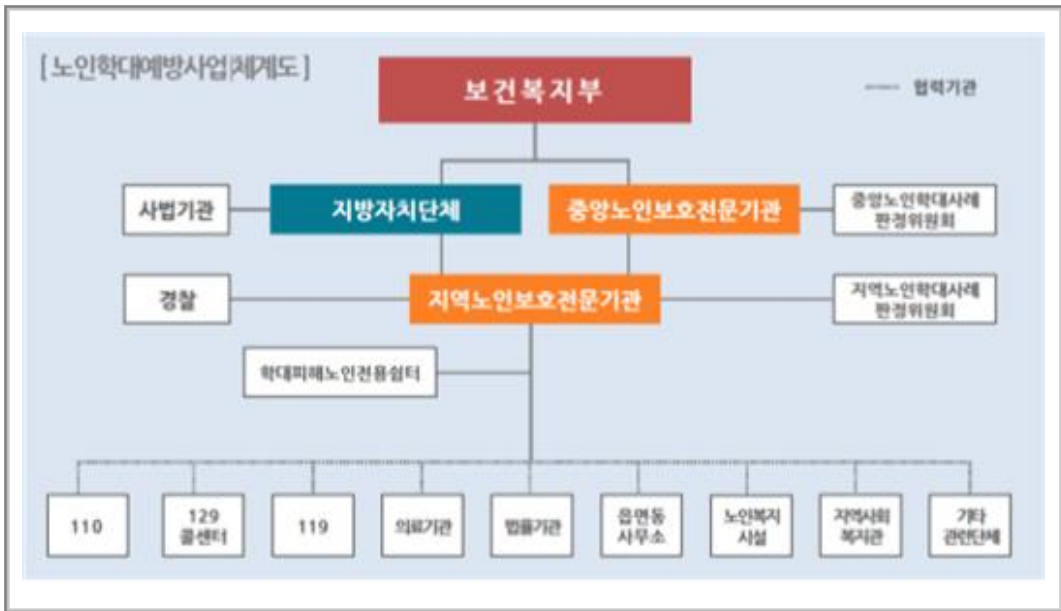 [ 노인학대예방사업체계도 ]
보건복지부
협력기관
사법기관
지방자치단체
중앙노인보호전문기관
중앙노인학대사례
판정위원회
경찰
지역노인보호전문기관
지역노인학대사례
판정위원회
학대피해노인전용쉼터
110
129
콜센터
119
의료기관
법률기관
읍면동
사무소
노인복지
시설
지역사회
복지관
기타
관련단체